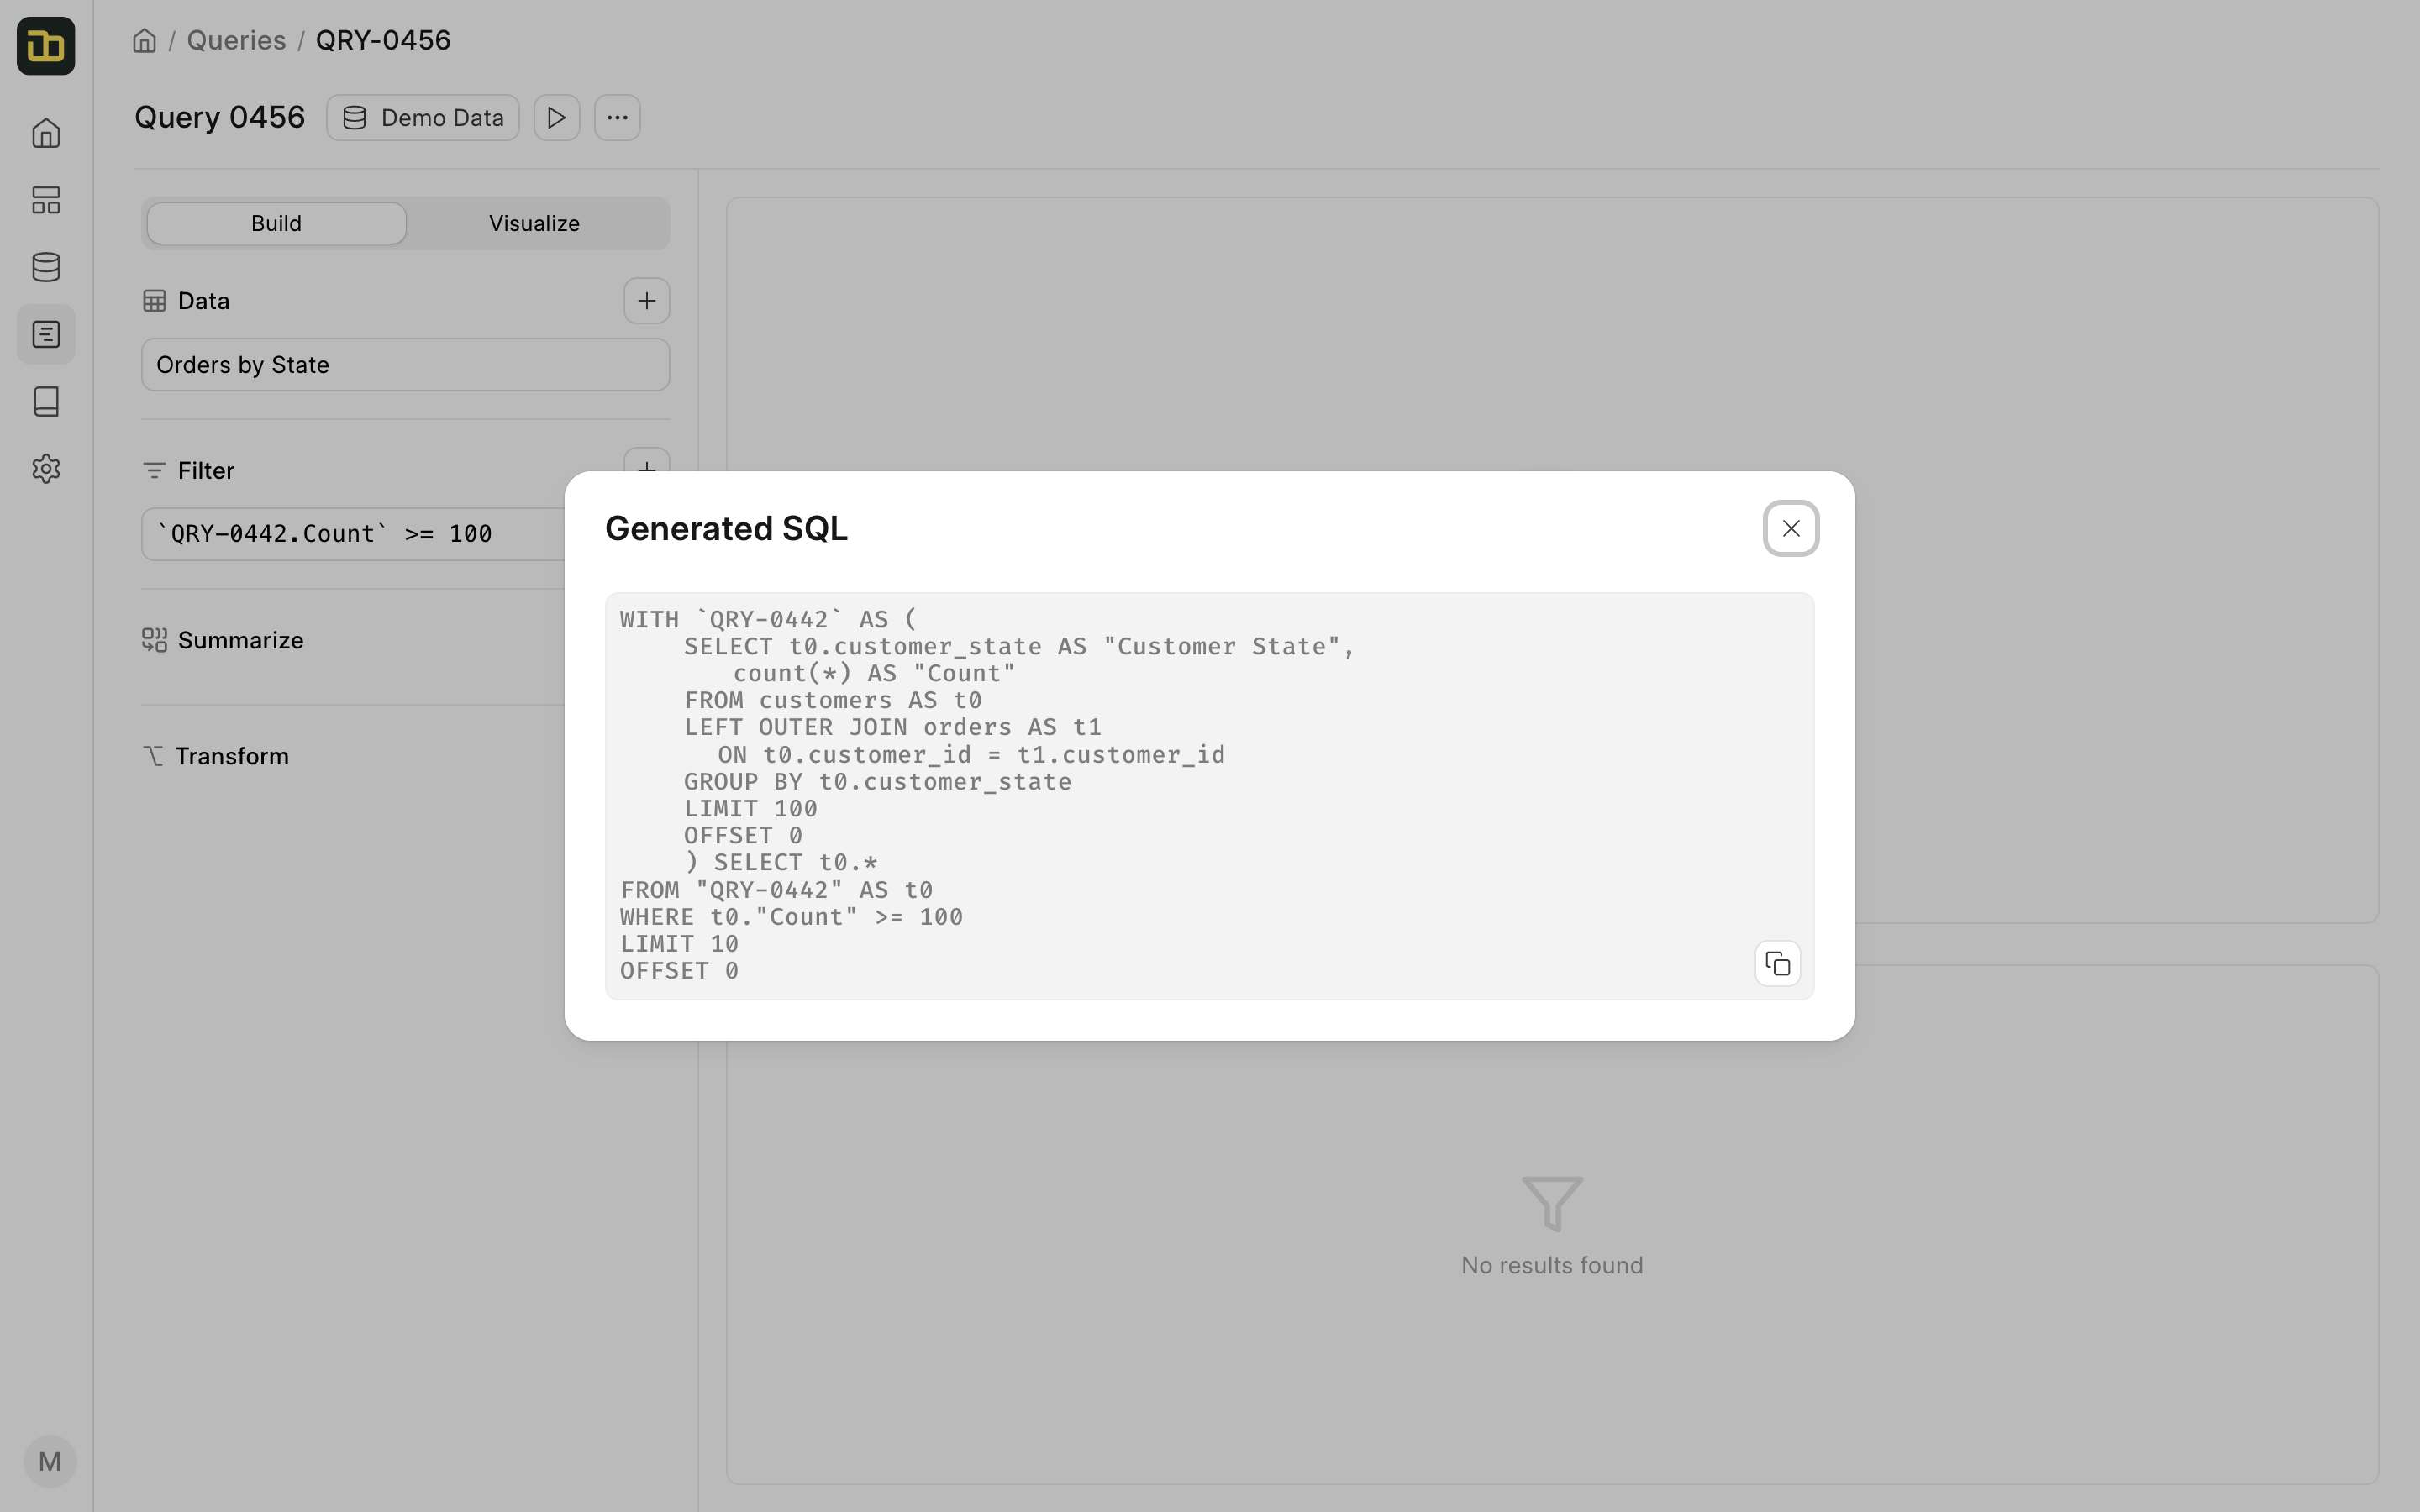 / Queries / QRY-0456
Query 0456 Demo Data
Build Visualize
Data
Orders by State
Filter
`QRY-0442.Count` >= 100
Summarize
Transform
Generated SQL
WITH `QRY-0442` AS (
SELECT t0.customer_state AS "Customer State",
count(*) AS "Count"
FROM customers AS t0
LEFT OUTER JOIN orders AS t1
ON t0.customer_id = t1.customer_id
GROUP BY t0.customer_state
LIMIT 100
OFFSET 0
) SELECT t0.*
FROM "QRY-0442" AS t0
WHERE t0."Count" >= 100
LIMIT 10
OFFSET 0
No results found
M